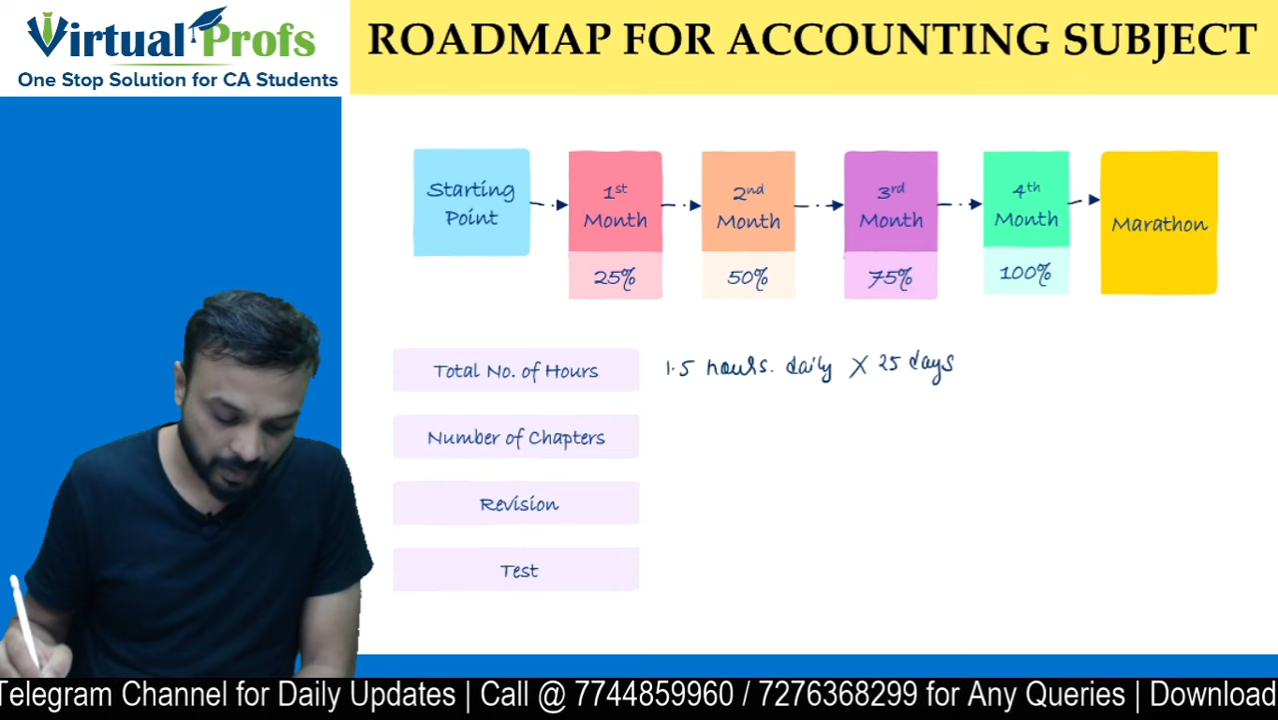 Virtual Profs
One Stop Solution for CA Students
ROADMAP FOR ACCOUNTING SUBJECT
Starting
Point
1st
Month
25%
2nd
Month
50%
3rd
Month
75%
4th
Month
100%
Marathon
Total No. of Hours
1.5 hours. daily X 25 days
Number of Chapters
Revision
Test
Telegram Channel for Daily Updates | Call @ 7744859960 / 7276368299 for Any Queries | Download